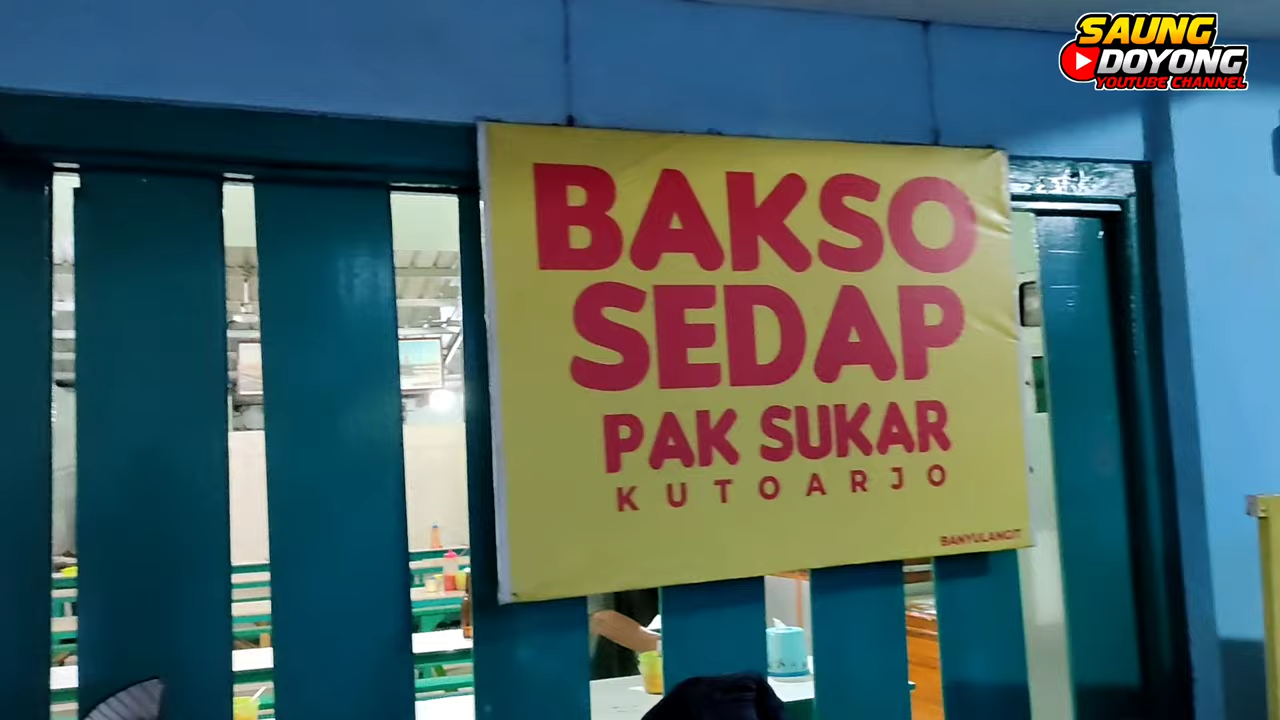 SAUNG
DOYONG
YOUTUBE CHANNEL
BAKSO
SEDAP
PAK SUKAR
KUTOARJO
BANYULANGIT